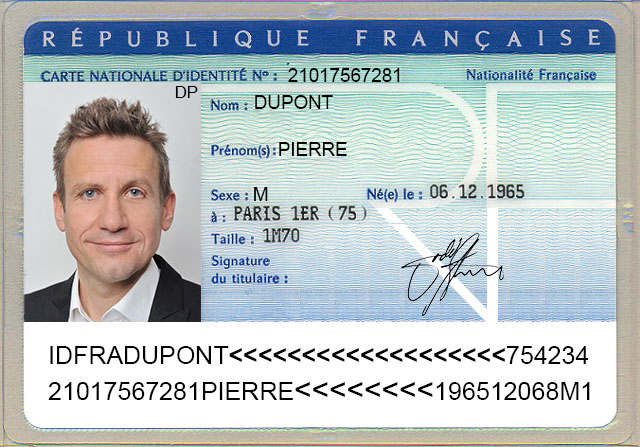 RÉPUBLIQUE FRANÇAISE
CARTE NATIONALE D'IDENTITÉ Nº : 21017567281 Nationalité Française
DP
Nom : DUPONT
Prénom(s) : PIERRE
Sexe : M Né(e) le : 06.12.1965
à : PARIS 1ER (75)
Taille : 1M70
Signature
du titulaire :
IDFRADUPONT<<<<<<<<<<<<<<<<<<<754234
21017567281PIERRE<<<<<<<<196512068M1